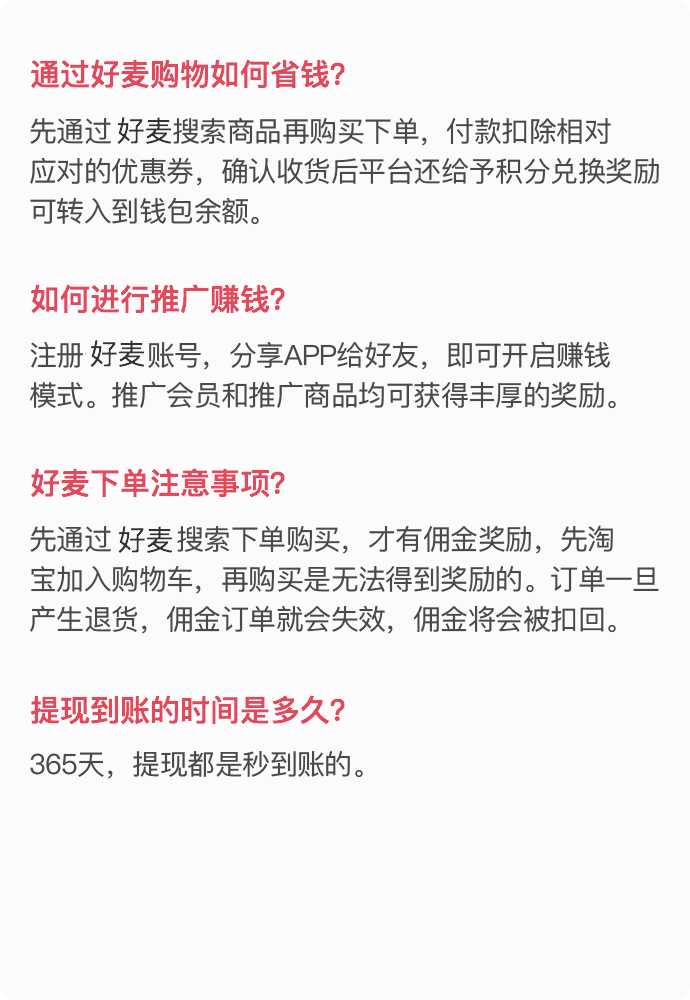 通过好麦购物如何省钱？
先通过 好麦搜索商品再购买下单，付款扣除相对
应对的优惠券，确认收货后平台还给予积分兑换奖励
可转入到钱包余额。
如何进行推广赚钱？
注册 好麦账号，分享APP给好友，即可开启赚钱
模式。推广会员和推广商品均可获得丰厚的奖励。
好麦下单注意事项？
先通过 好麦 搜索下单购买，才有佣金奖励，先淘
宝加入购物车，再购买是无法得到奖励的。订单一旦
产生退货，佣金订单就会失效，佣金将会被扣回。
提现到账的时间是多久？
365天，提现都是秒到账的。